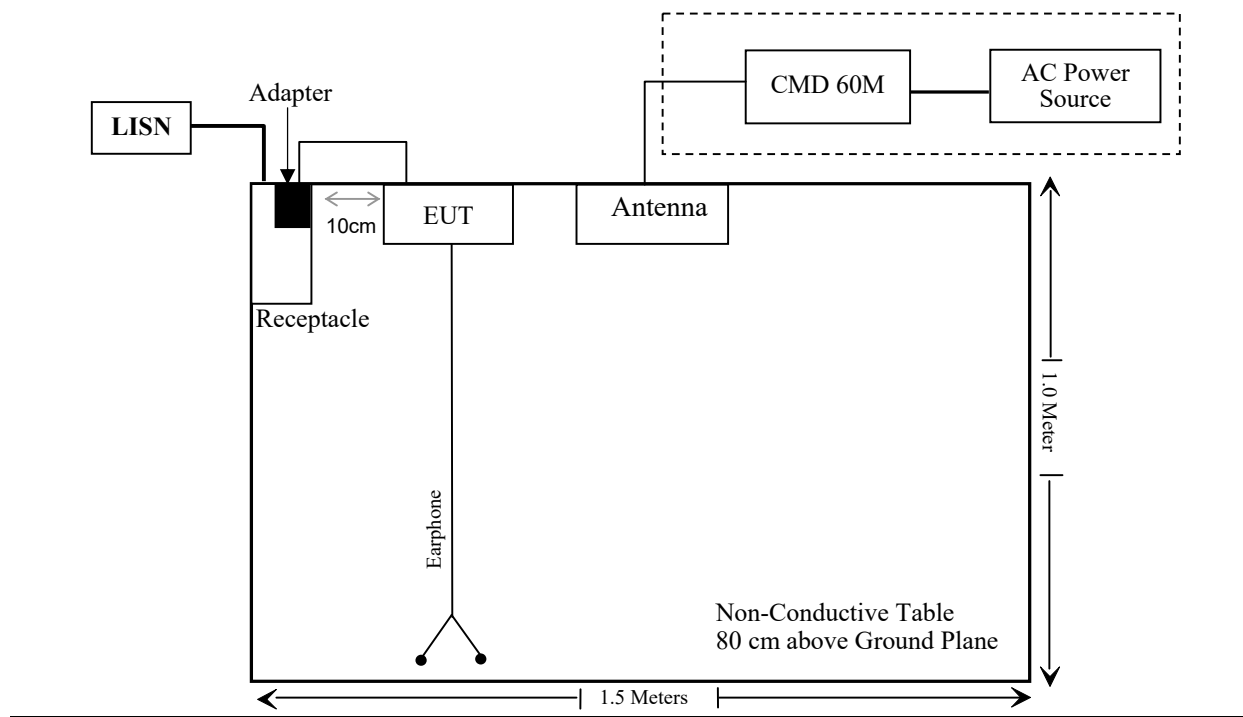 CMD 60M
AC Power
Source
Adapter
LISN
10cm
EUT
Antenna
Receptacle
1.0 Meter
Earphone
Non-Conductive Table
80 cm above Ground Plane
1.5 Meters